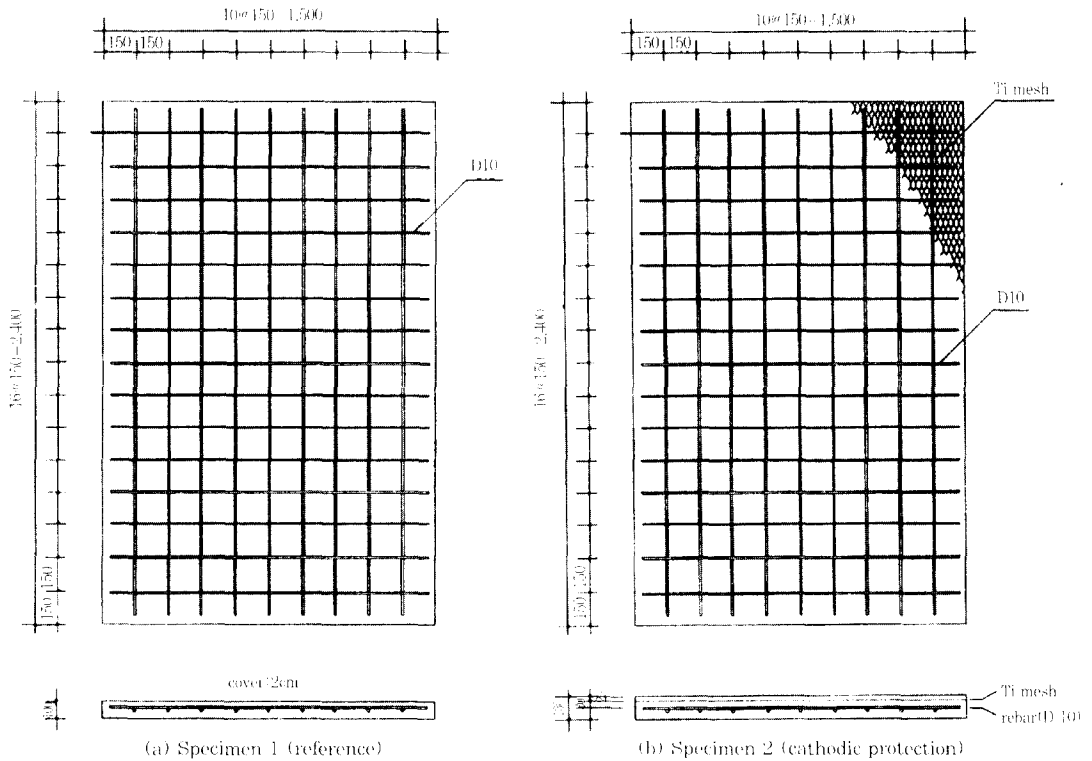 10@150=1,500
150 150
D10
16@150=2,400
150 150
cover:2cm
(a) Specimen 1 (reference)
10@150=1,500
150 150
Ti mesh
D10
16@150=2,400
150 150
Ti mesh
rebar(D 10)
(b) Specimen 2 (cathodic protection)